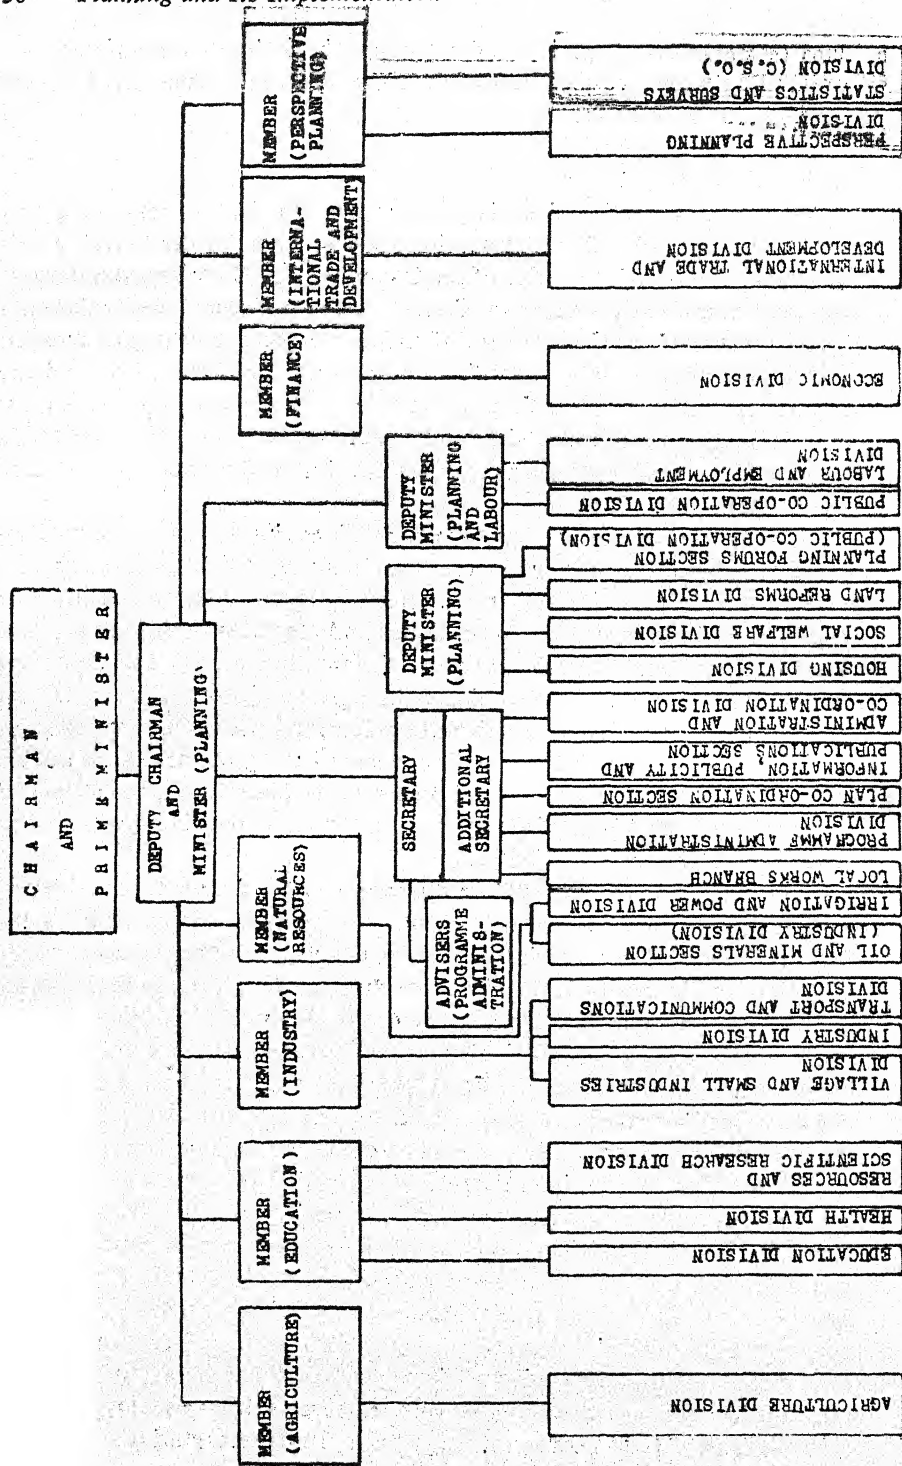 Planning and Its Implementation
C H A I R M A N
AND
P R I M E M I N I S T E R
DEPUTY CHAIRMAN
AND
MINISTER (PLANNING)
MEMBER
(AGRICULTURE)
MEMBER
(EDUCATION)
MEMBER
(INDUSTRY)
MEMBER
(NATURAL
RESOURCES)
SECRETARY
ADDITIONAL
SECRETARY
ADVISERS
(PROGRAMME
ADMINIS-
TRATION)
DEPUTY
MINISTER
(PLANNING)
DEPUTY
MINISTER
(PLANNING
AND
LABOUR)
MEMBER
(FINANCE)
MEMBER
(INTERNA-
TIONAL
TRADE AND
DEVELOPMENT)
MEMBER
(PERSPECTIVE
PLANNING)
AGRICULTURE DIVISION
EDUCATION DIVISION
HEALTH DIVISION
RESOURCES AND
SCIENTIFIC RESEARCH DIVISION
VILLAGE AND SMALL INDUSTRIES
DIVISION
INDUSTRY DIVISION
TRANSPORT AND COMMUNICATIONS
DIVISION
OIL AND MINERALS SECTION
(INDUSTRY DIVISION)
IRRIGATION AND POWER DIVISION
LOCAL WORKS BRANCH
PROGRAMME ADMINISTRATION
DIVISION
PLAN CO-ORDINATION SECTION
INFORMATION, PUBLICITY AND
PUBLICATIONS SECTION
ADMINISTRATION AND
CO-ORDINATION DIVISION
HOUSING DIVISION
SOCIAL WELFARE DIVISION
LAND REFORMS DIVISION
PLANNING FORUMS SECTION
(PUBLIC CO-OPERATION DIVISION)
PUBLIC CO-OPERATION DIVISION
LABOUR AND EMPLOYMENT
DIVISION
ECONOMIC DIVISION
INTERNATIONAL TRADE AND
DEVELOPMENT DIVISION
PERSPECTIVE PLANNING
DIVISION
STATISTICS AND SURVEYS
DIVISION (C.S.O.)